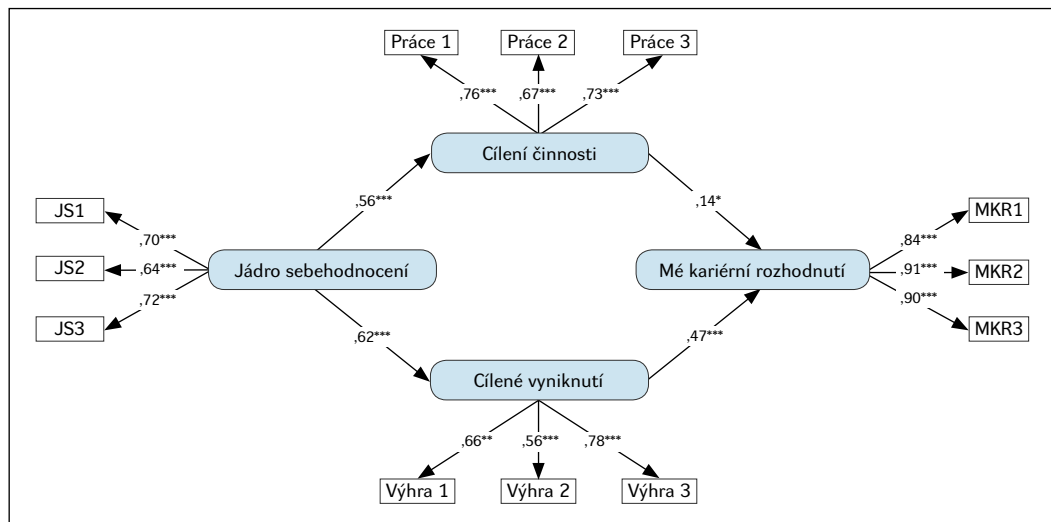 Práce 1
Práce 2
Práce 3
,76***
,67***
,73***
Cílení činnosti
,56***
,14*
JS1
JS2
JS3
,70***
,64***
,72***
Jádro sebehodnocení
Mé kariérní rozhodnutí
,84***
,91***
,90***
MKR1
MKR2
MKR3
,62***
,47***
Cílené vyniknutí
,66**
,56***
,78***
Výhra 1
Výhra 2
Výhra 3